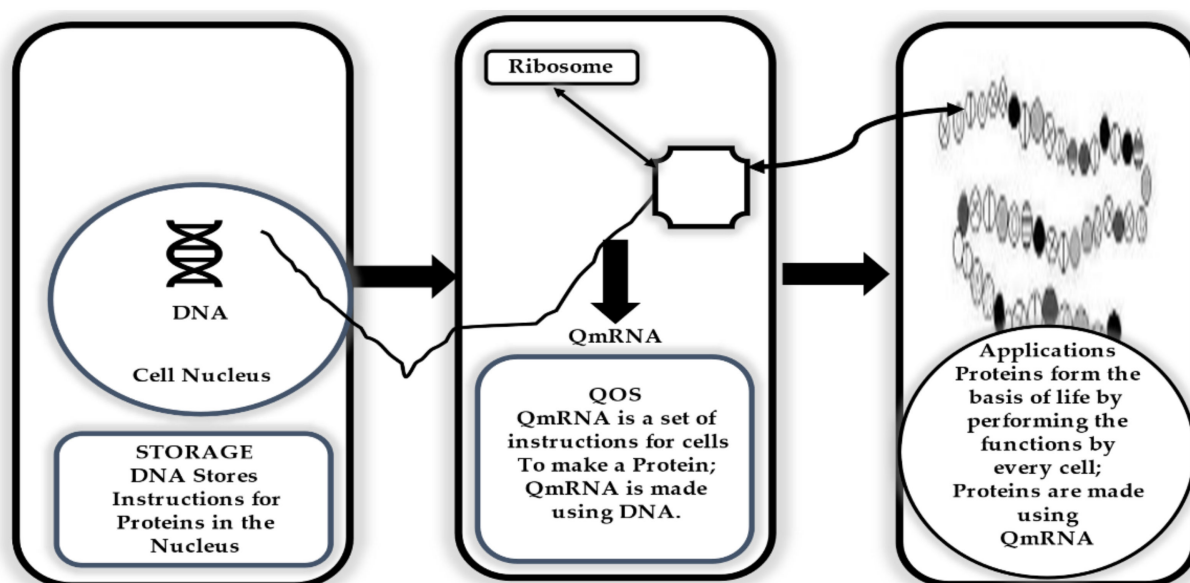 DNA
Cell Nucleus
STORAGE
DNA Stores
Instructions for
Proteins in the
Nucleus
Ribosome
QmRNA
QOS
QmRNA is a set of
instructions for cells
To make a Protein;
QmRNA is made
using DNA.
Applications
Proteins form the
basis of life by
performing the
functions by
every cell;
Proteins are made
using
QmRNA